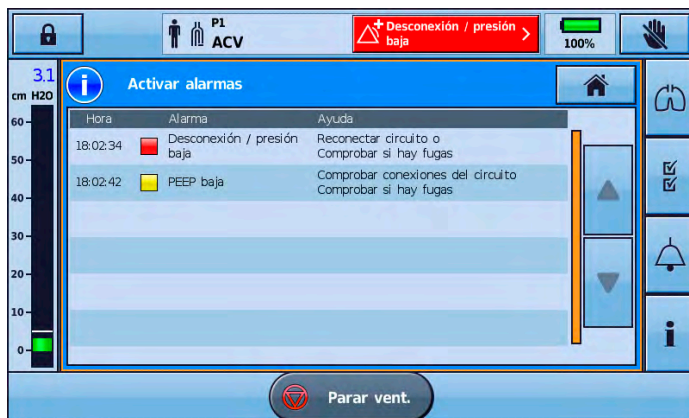 P1
ACV
Desconexión / presión
baja
100%
3.1
cm H2O
Activar alarmas
Hora Alarma Ayuda
18:02:34 Desconexión / presión baja Reconectar circuito o
Comprobar si hay fugas
18:02:42 PEEP baja Comprobar conexiones del circuito
Comprobar si hay fugas
60
50
40
30
20
10
0
Parar vent.